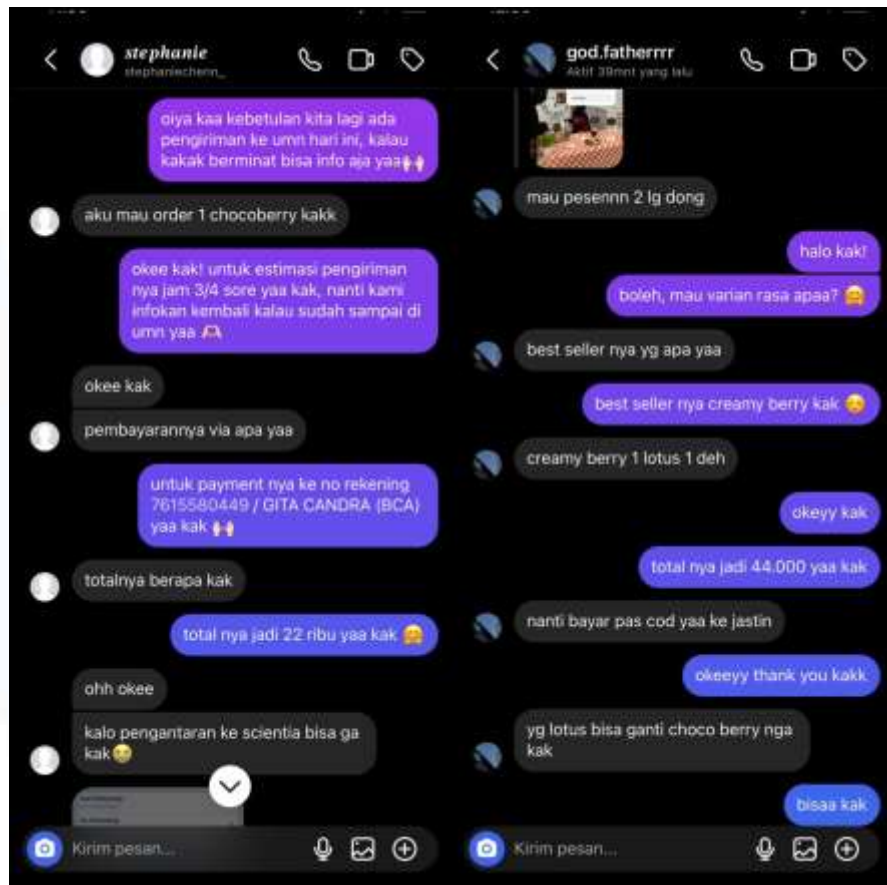 stephanie
stephaniechenn_
oiya kaa kebetulan kita lagi ada
pengiriman ke umn hari ini, kalau
kakak berminat bisa info aja yaa🙌🏻
aku mau order 1 chocoberry kakk
okee kak! untuk estimasi pengiriman
nya jam 3/4 sore yaa kak, nanti kami
infokan kembali kalau sudah sampai di
umn yaa 🫶🏻
okee kak
pembayarannya via apa yaa
untuk payment nya ke no rekening
7615580449 / GITA CANDRA (BCA)
yaa kak 🙌🏻
totalnya berapa kak
total nya jadi 22 ribu yaa kak 🤗
ohh okee
kalo pengantaran ke scientia bisa ga
kak😭
Kirim pesan...
god.fatherrrr
Aktif 39mnt yang lalu
mau pesennn 2 lg dong
halo kak!
boleh, mau varian rasa apaa? 🤗
best seller nya yg apa yaa
best seller nya creamy berry kak ☺️
creamy berry 1 lotus 1 deh
okeyy kak
total nya jadi 44.000 yaa kak
nanti bayar pas cod yaa ke jastin
okeeyy thank you kakk
yg lotus bisa ganti choco berry nga
kak
bisaa kak
Kirim pesan...